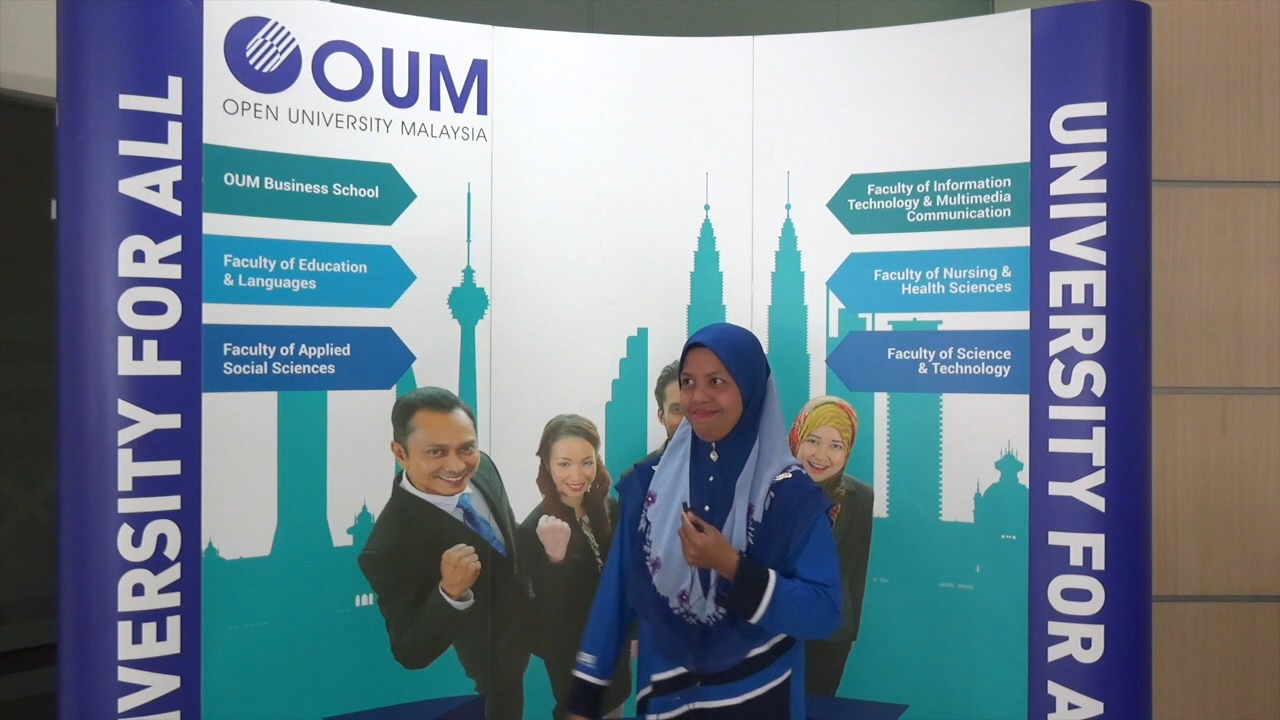 OUM
OPEN UNIVERSITY MALAYSIA
OUM Business School
Faculty of Education
& Languages
Faculty of Applied
Social Sciences
Faculty of Information
Technology & Multimedia
Communication
Faculty of Nursing &
Health Sciences
Faculty of Science
& Technology
IVERSITY FOR ALL
UNIVERSITY FOR A